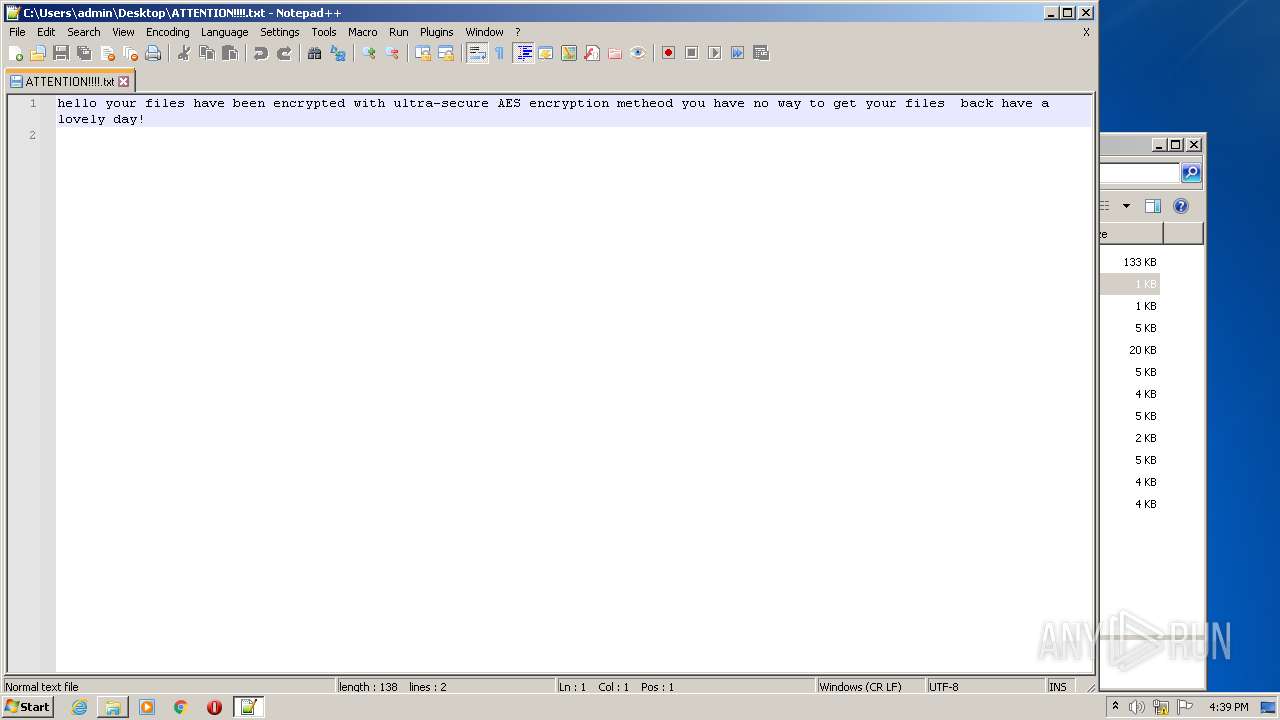 C:\Users\admin\Desktop\ATTENTION!!!!.txt - Notepad++
File Edit Search View Encoding Language Settings Tools Macro Run Plugins Window ? X
ATTENTION!!!!.txt
1 hello your files have been encrypted with ultra-secure AES encryption metheod you have no way to get your files  back have a
lovely day!
2
ze
133 KB
1 KB
1 KB
5 KB
20 KB
5 KB
4 KB
5 KB
2 KB
5 KB
4 KB
4 KB
ANY RUN
Normal text file length : 138 lines : 2 Ln : 1 Col : 1 Pos : 1 Windows (CR LF) UTF-8 INS
Start 4:39 PM